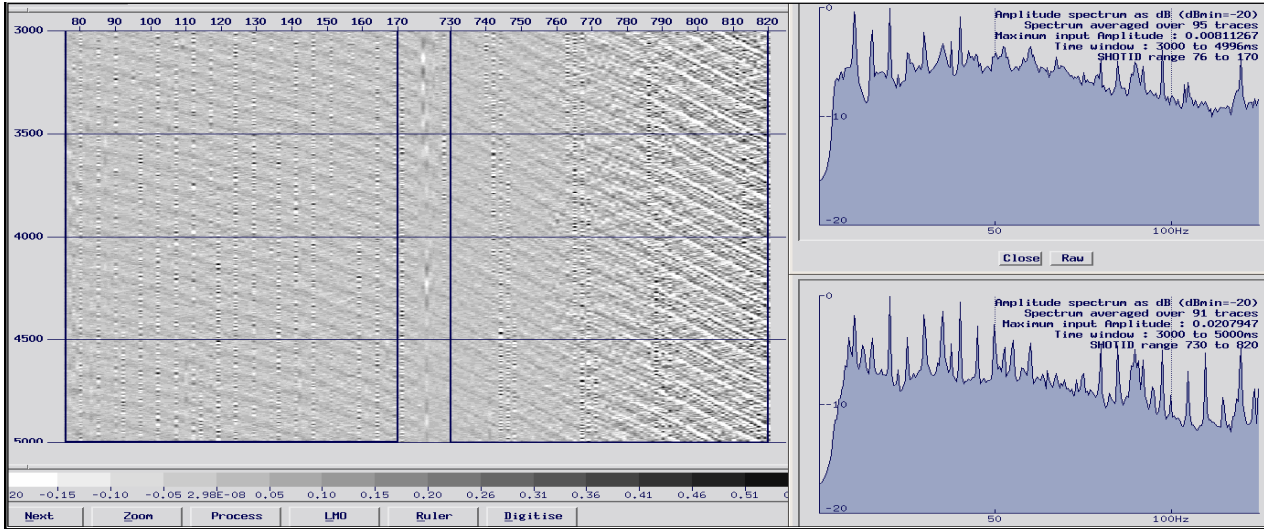 80 90 100 110 120 130 140 150 160 170 730 740 750 760 770 780 790 800 810 820
3000
3500
4000
4500
5000
20 -0.15 -0.10 -0.05 2.98E-08 0.05 0.10 0.15 0.20 0.26 0.31 0.36 0.41 0.46 0.51
Next Zoom Process LMO Ruler Digitise
0
Amplitude spectrum as dB (dBmin=-20)
Spectrum averaged over 95 traces
Maximum input Amplitude : 0.00811267
Time window : 3000 to 4996ms
SHOTID range 76 to 170
-10
-20
50 100Hz
Close Raw
0
Amplitude spectrum as dB (dBmin=-20)
Spectrum averaged over 91 traces
Maximum input Amplitude : 0.0207947
Time window : 3000 to 5000ms
SHOTID range 730 to 820
-10
-20
50 100Hz